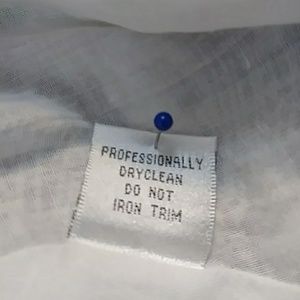 PROFESSIONALLY
DRYCLEAN
DO NOT
IRON TRIM